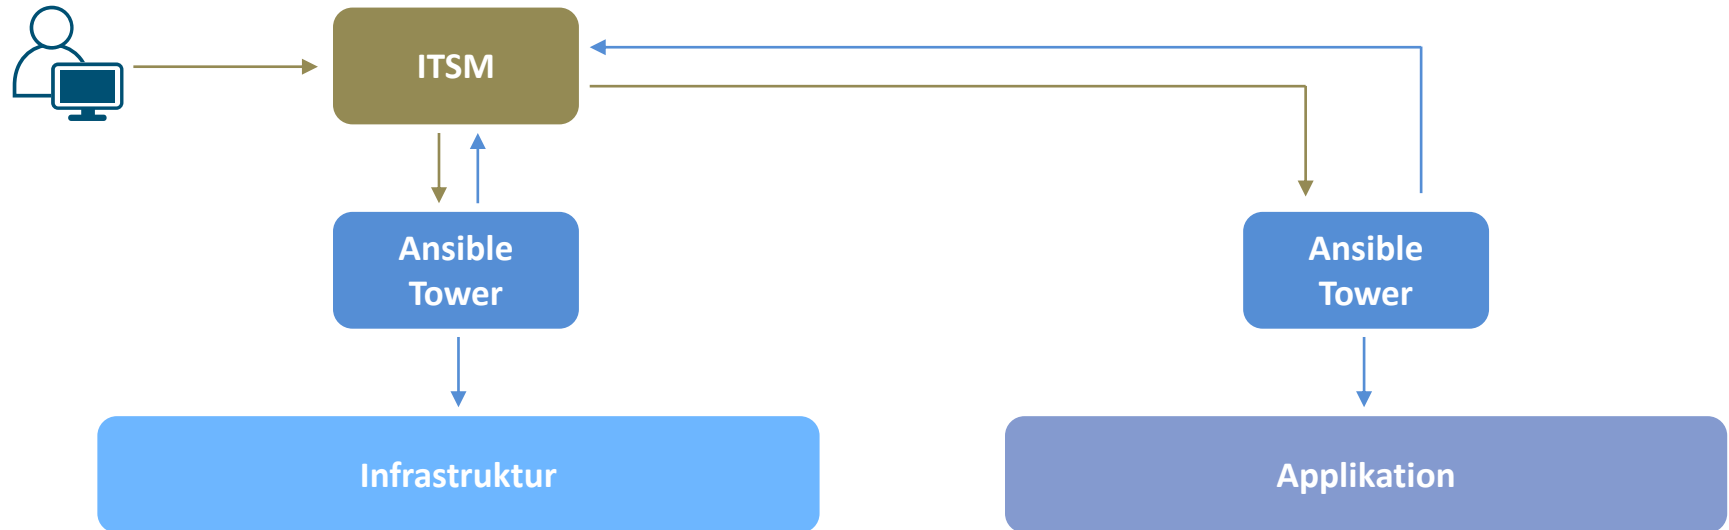 ITSM
Ansible
Tower
Ansible
Tower
Infrastruktur
Applikation